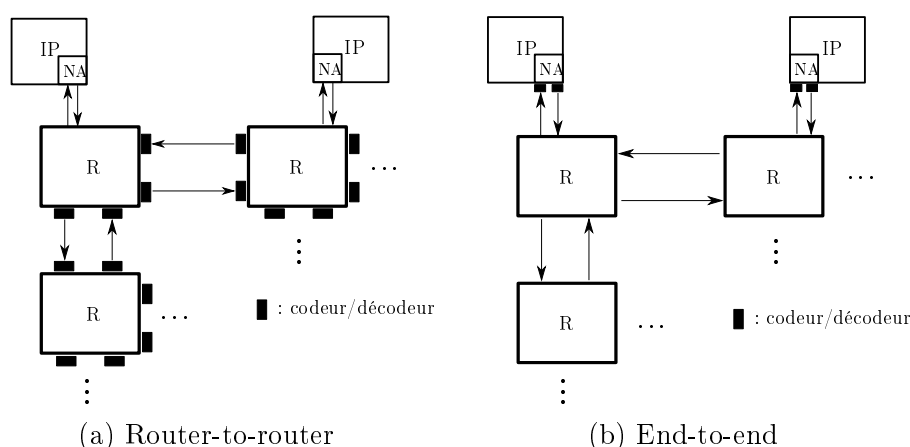 IP
NA
IP
NA
IP
NA
IP
NA
R
R
...
R
R
...
R
...
: codeur/décodeur
R
...
: codeur/décodeur
(a) Router-to-router
(b) End-to-end